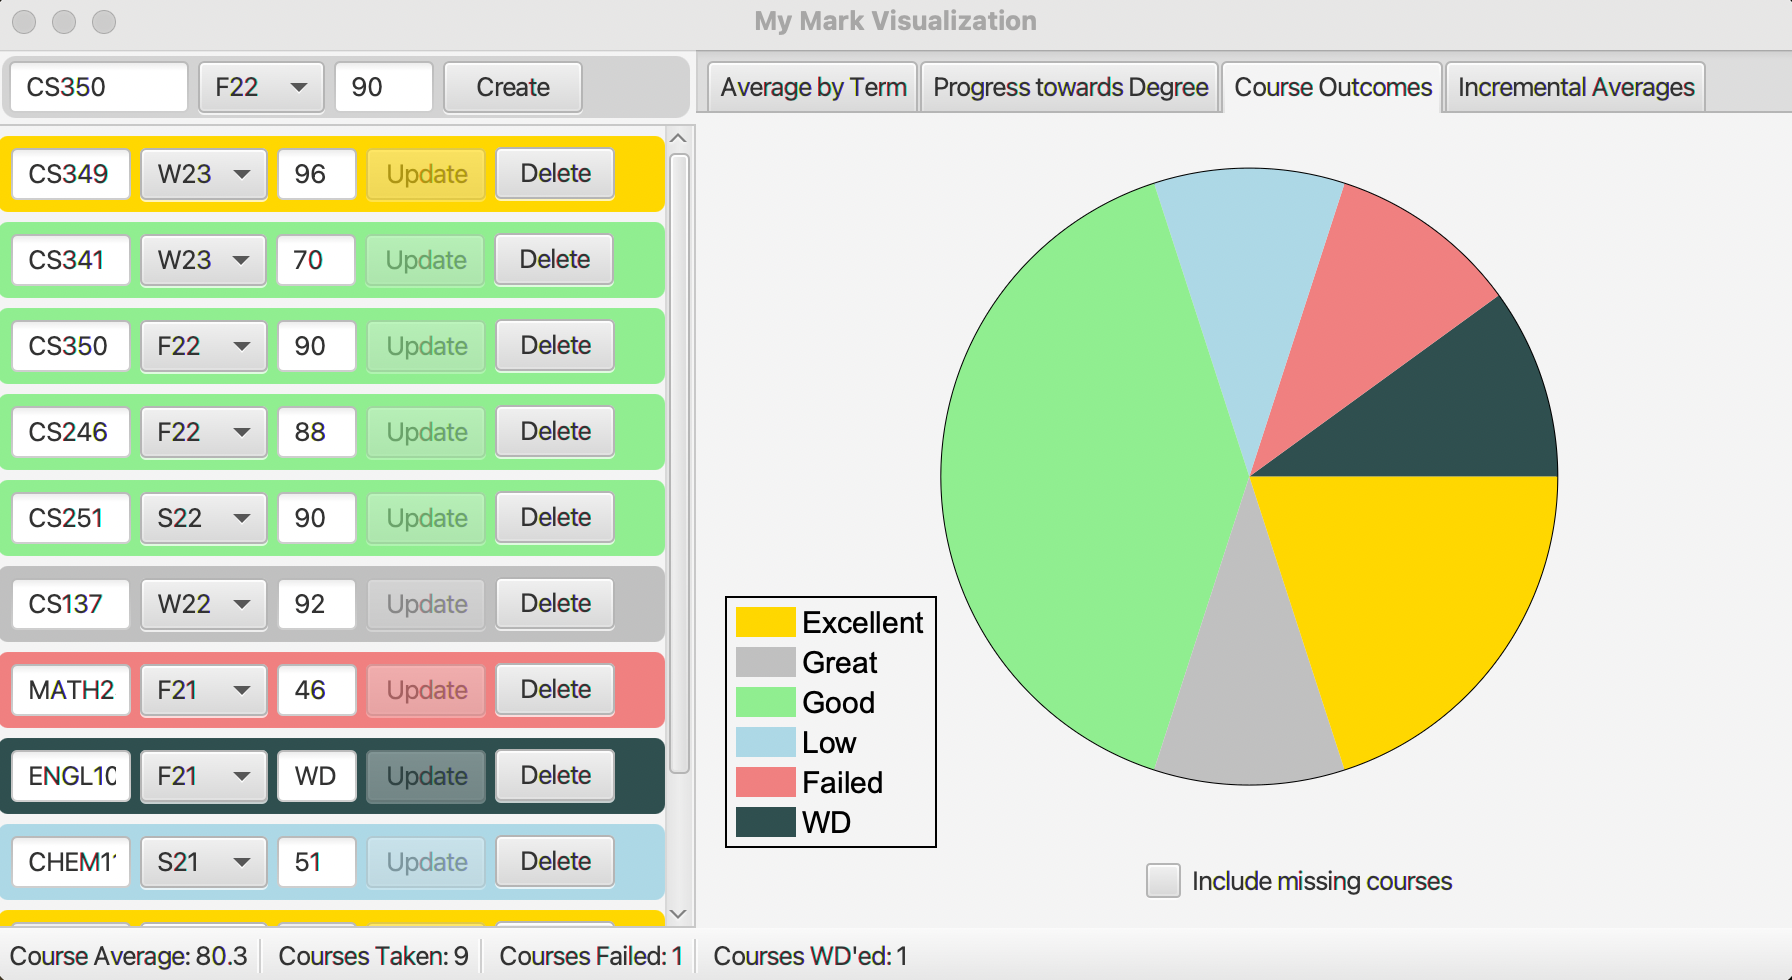 My Mark Visualization
CS350 F22 90 Create
CS349 W23 96 Update Delete
CS341 W23 70 Update Delete
CS350 F22 90 Update Delete
CS246 F22 88 Update Delete
CS251 S22 90 Update Delete
CS137 W22 92 Update Delete
MATH2 F21 46 Update Delete
ENGL10 F21 WD Update Delete
CHEM1 S21 51 Update Delete
Average by Term Progress towards Degree Course Outcomes Incremental Averages
Excellent
Great
Good
Low
Failed
WD
Include missing courses
Course Average: 80.3 Courses Taken: 9 Courses Failed: 1 Courses WD'ed: 1